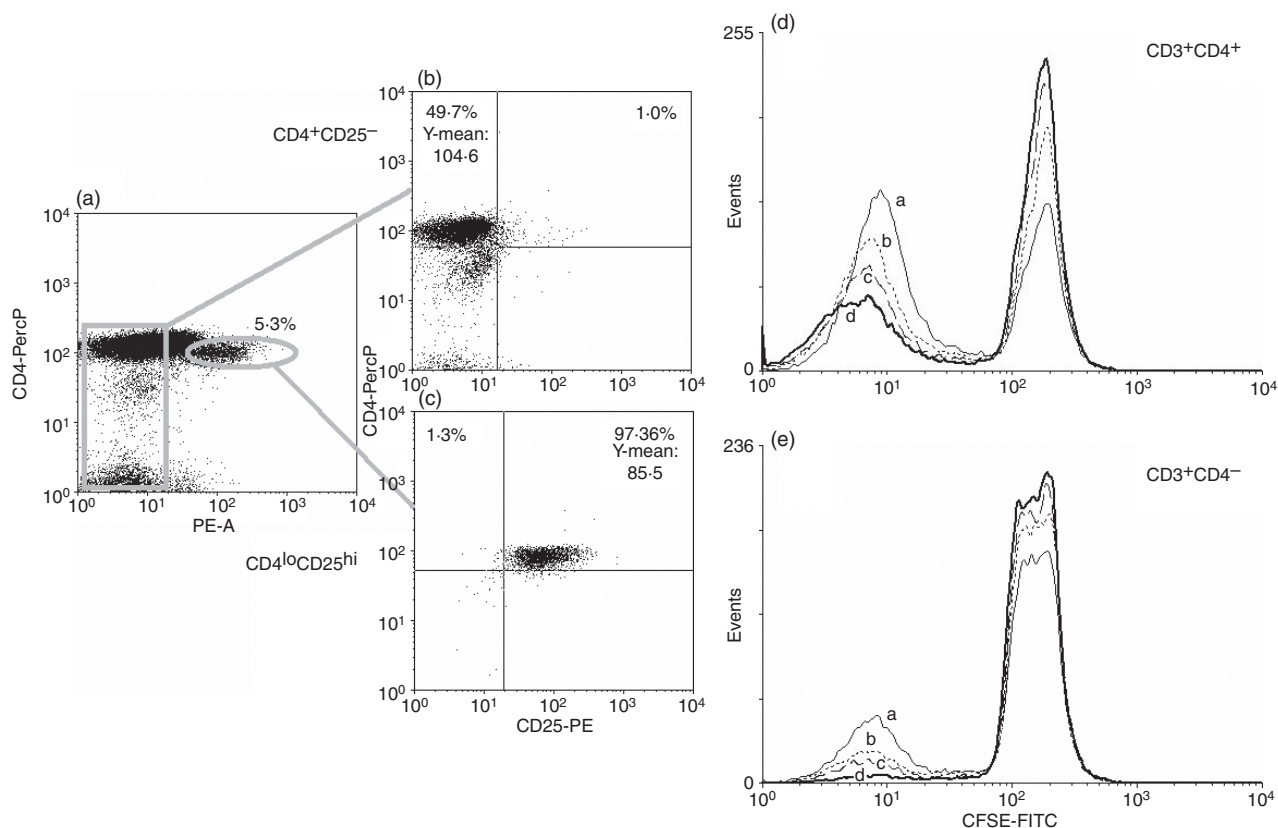 (a)
10⁴
10³
10²
10¹
10⁰
CD4-PercP
5·3%
10⁰ 10¹ 10² 10³ 10⁴
PE-A
CD4⁺CD25⁻
CD4ˡᵒCD25ʰⁱ
(b)
10⁴
10³
10²
10¹
10⁰
CD4-PercP
49·7%
Y-mean:
104·6
1·0%
10⁰ 10¹ 10² 10³ 10⁴
(c)
10⁴
10³
10²
10¹
10⁰
1·3%
97·36%
Y-mean:
85·5
10⁰ 10¹ 10² 10³ 10⁴
CD25-PE
(d)
255
Events
0
CD3⁺CD4⁺
a
b
c
d
10⁰ 10¹ 10² 10³ 10⁴
(e)
236
Events
0
CD3⁺CD4⁻
a
b
c
d
10⁰ 10¹ 10² 10³ 10⁴
CFSE-FITC